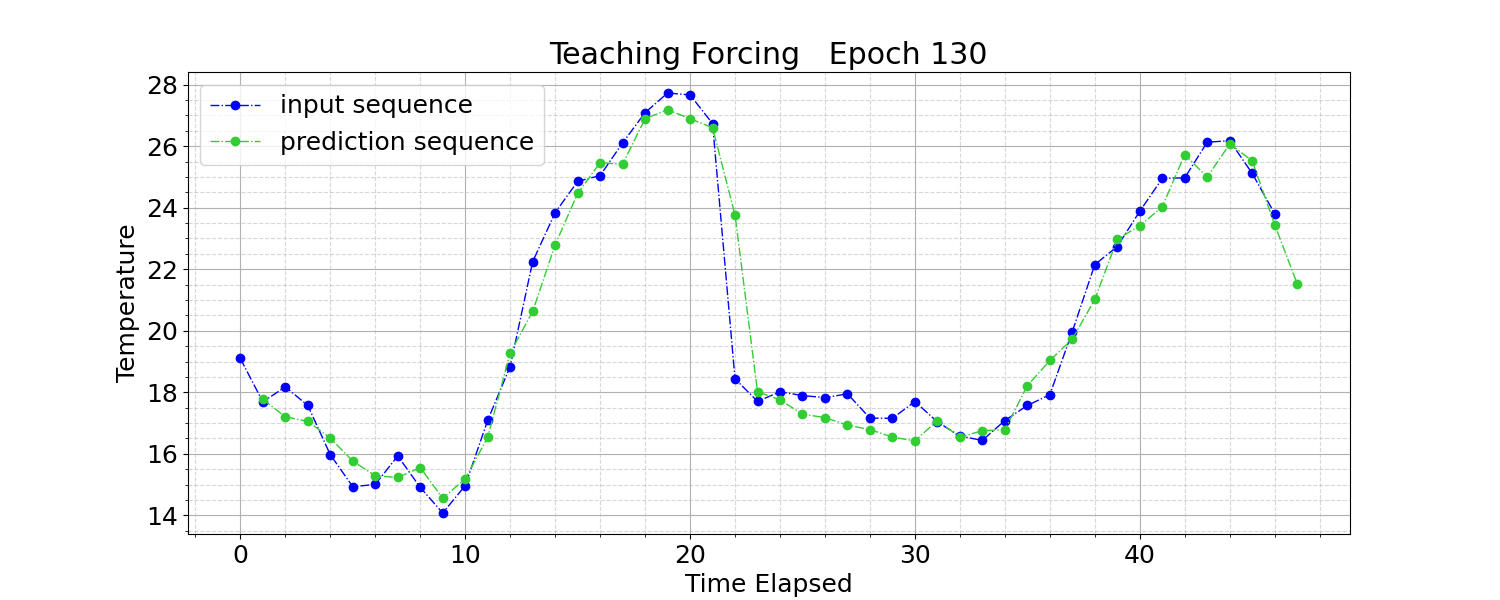 Teaching Forcing   Epoch 130
input sequence
prediction sequence
28
26
24
22
20
18
16
14
Temperature
0 10 20 30 40
Time Elapsed